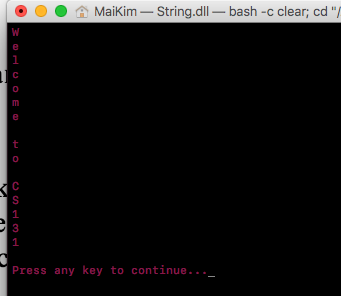 MaiKim — String.dll — bash -c clear; cd "/
W
e
l
c
o
m
e
t
o
C
S
1
3
1
Press any key to continue..._